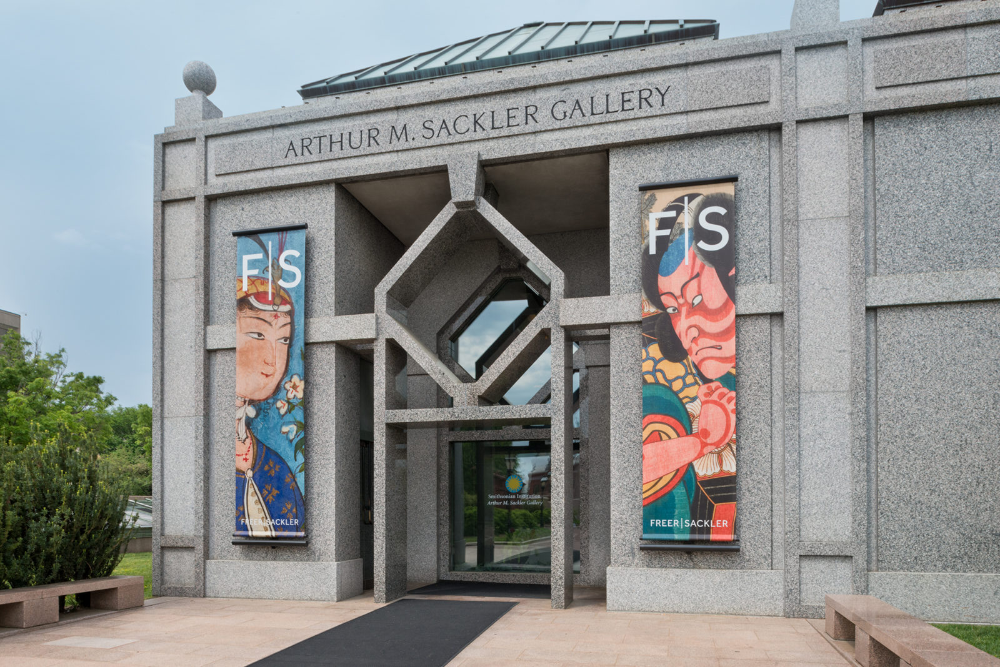 ARTHUR M. SACKLER GALLERY
F|S
FREER|SACKLER
F|S
FREER|SACKLER
Smithsonian Institution
Arthur M. Sackler Gallery